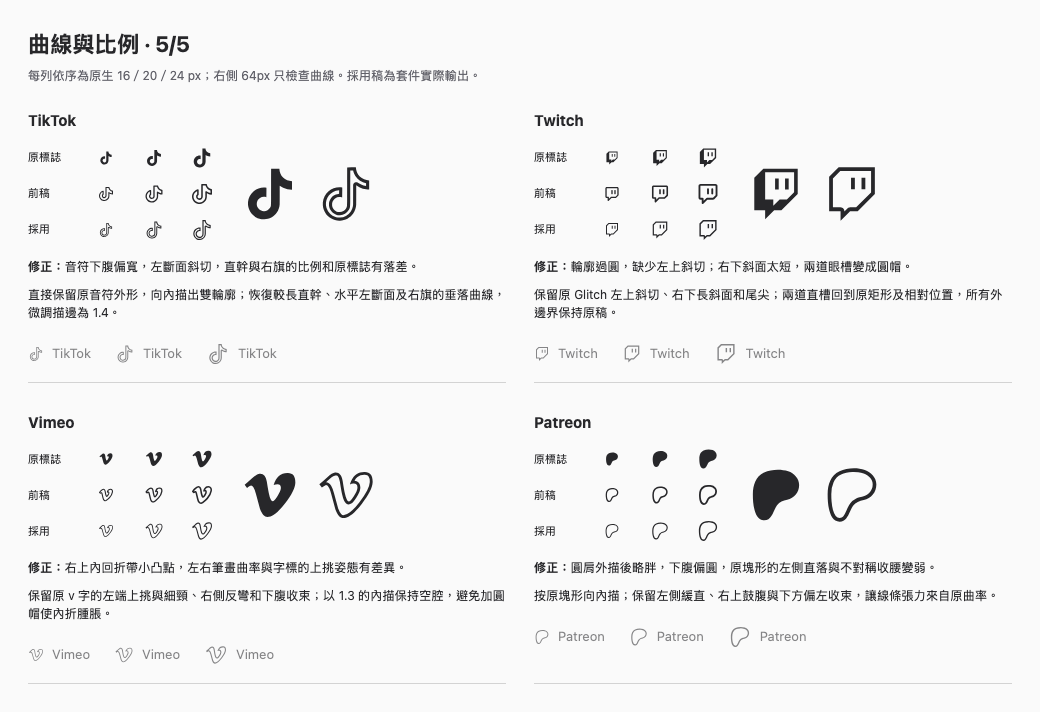 曲線與比例 · 5/5
每列依序為原生 16 / 20 / 24 px；右側 64px 只檢查曲線。採用稿為套件實際輸出。
TikTok
原標誌
前稿
採用
修正：音符下腹偏寬，左斷面斜切，直幹與右旗的比例和原標誌有落差。
直接保留原音符外形，向內描出雙輪廓；恢復較長直幹、水平左斷面及右旗的垂落曲線，
微調描邊為 1.4。
TikTok TikTok TikTok
Twitch
原標誌
前稿
採用
修正：輪廓過圓，缺少左上斜切；右下斜面太短，兩道眼槽變成圓帽。
保留原 Glitch 左上斜切、右下長斜面和尾尖；兩道直槽回到原矩形及相對位置，所有外
邊界保持原稿。
Twitch Twitch Twitch
Vimeo
原標誌
前稿
採用
修正：右上內回折帶小凸點，左右筆畫曲率與字標的上挑姿態有差異。
保留原 v 字的左端上挑與細頸、右側反彎和下腹收束；以 1.3 的內描保持空腔，避免加圓
帽使內折腫脹。
Vimeo Vimeo Vimeo
Patreon
原標誌
前稿
採用
修正：圓肩外描後略胖，下腹偏圓，原塊形的左側直落與不對稱收腰變弱。
按原塊形向內描；保留左側緩直、右上鼓腹與下方偏左收束，讓線條張力來自原曲率。
Patreon Patreon Patreon